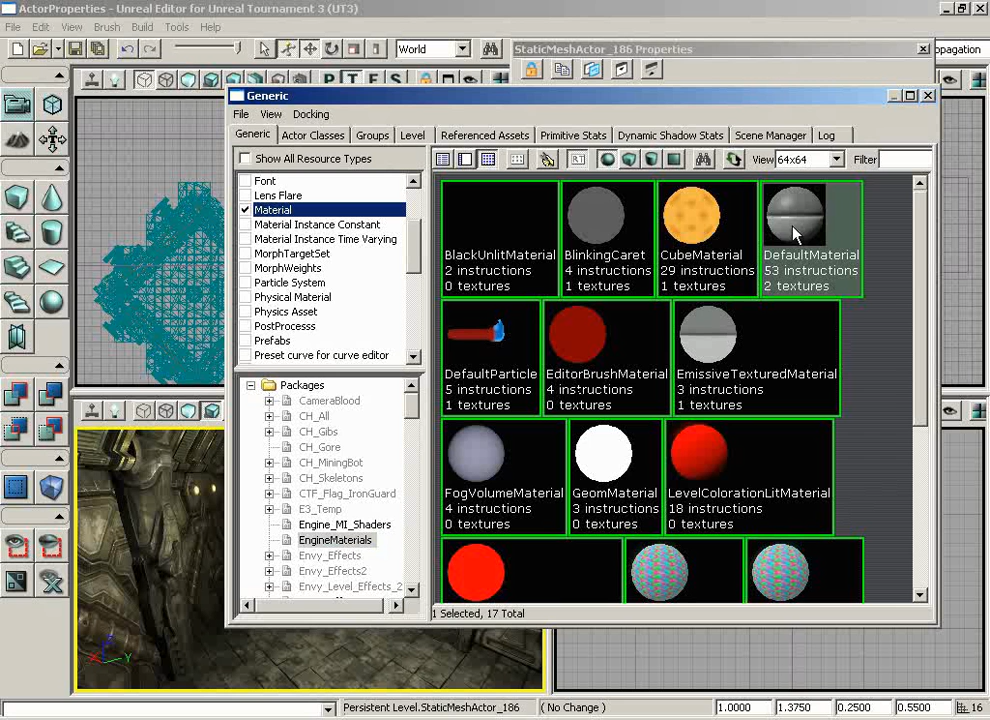 ActorProperties - Unreal Editor for Unreal Tournament 3 (UT3)
File Edit View Brush Build Tools Help
World
StaticMeshActor_186 Properties
opagation
P T F S
Generic
File View Docking
Generic Actor Classes Groups Level Referenced Assets Primitive Stats Dynamic Shadow Stats Scene Manager Log
Show All Resource Types
RT
View 64x64 Filter
Font
Lens Flare
Material
Material Instance Constant
Material Instance Time Varying
MorphTargetSet
MorphWeights
Particle System
Physical Material
Physics Asset
PostProcesss
Prefabs
Preset curve for curve editor
Packages
CameraBlood
CH_All
CH_Gibs
CH_Gore
CH_MiningBot
CH_Skeletons
CTF_Flag_IronGuard
E3_Temp
Engine_MI_Shaders
EngineMaterials
Envy_Effects
Envy_Effects2
Envy_Level_Effects_2
BlackUnlitMaterial
2 instructions
0 textures
BlinkingCaret
4 instructions
1 textures
CubeMaterial
29 instructions
1 textures
DefaultMaterial
53 instructions
2 textures
DefaultParticle
5 instructions
1 textures
EditorBrushMaterial
4 instructions
0 textures
EmissiveTexturedMaterial
3 instructions
1 textures
FogVolumeMaterial
4 instructions
0 textures
GeomMaterial
3 instructions
0 textures
LevelColorationLitMaterial
18 instructions
0 textures
1 Selected, 17 Total
Z
X
Y
Persistent Level.StaticMeshActor_186 (No Change) 1.0000 1.3750 0.2500 0.5500 16